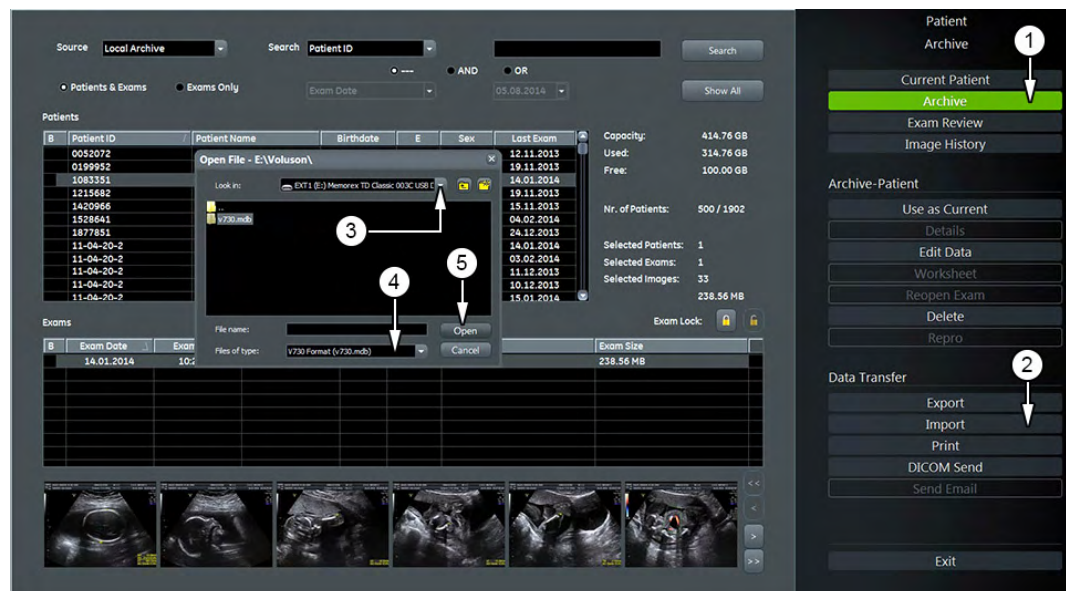 Source Local Archive Search Patient ID Search
--- AND OR
Patients & Exams Exams Only Exam Date 05.08.2014 Show All
Patients
B Patient ID / Patient Name Birthdate E Sex Last Exam
0052072 12.11.2013
0199952 19.11.2013
1083351 14.01.2014
1215682 19.11.2013
1420966 15.11.2013
1528641 04.02.2014
1877851 24.12.2013
11-04-20-2 14.01.2014
11-04-20-2 03.02.2014
11-04-20-2 11.12.2013
11-04-20-2 10.12.2013
11-04-20-2 15.01.2014
Capacity: 414.76 GB
Used: 314.76 GB
Free: 100.00 GB
Nr. of Patients: 500 / 1902
Selected Patients: 1
Selected Exams: 1
Selected Images: 33
238.56 MB
Exam Lock:
Open File - E:\Voluson\
Look in: EXT1 (E:) Memorex TD Classic 003C USB
..
v730.mdb
3
4
5
File name: Open
Files of type: V730 Format (v730.mdb) Cancel
Exams
B Exam Date Exam Exam Size
14.01.2014 10:2 238.56 MB
<<
<
>
>>
Patient
Archive
1
Current Patient
Archive
Exam Review
Image History
Archive-Patient
Use as Current
Details
Edit Data
Worksheet
Reopen Exam
Delete
Repro
2
Data Transfer
Export
Import
Print
DICOM Send
Send Email
Exit